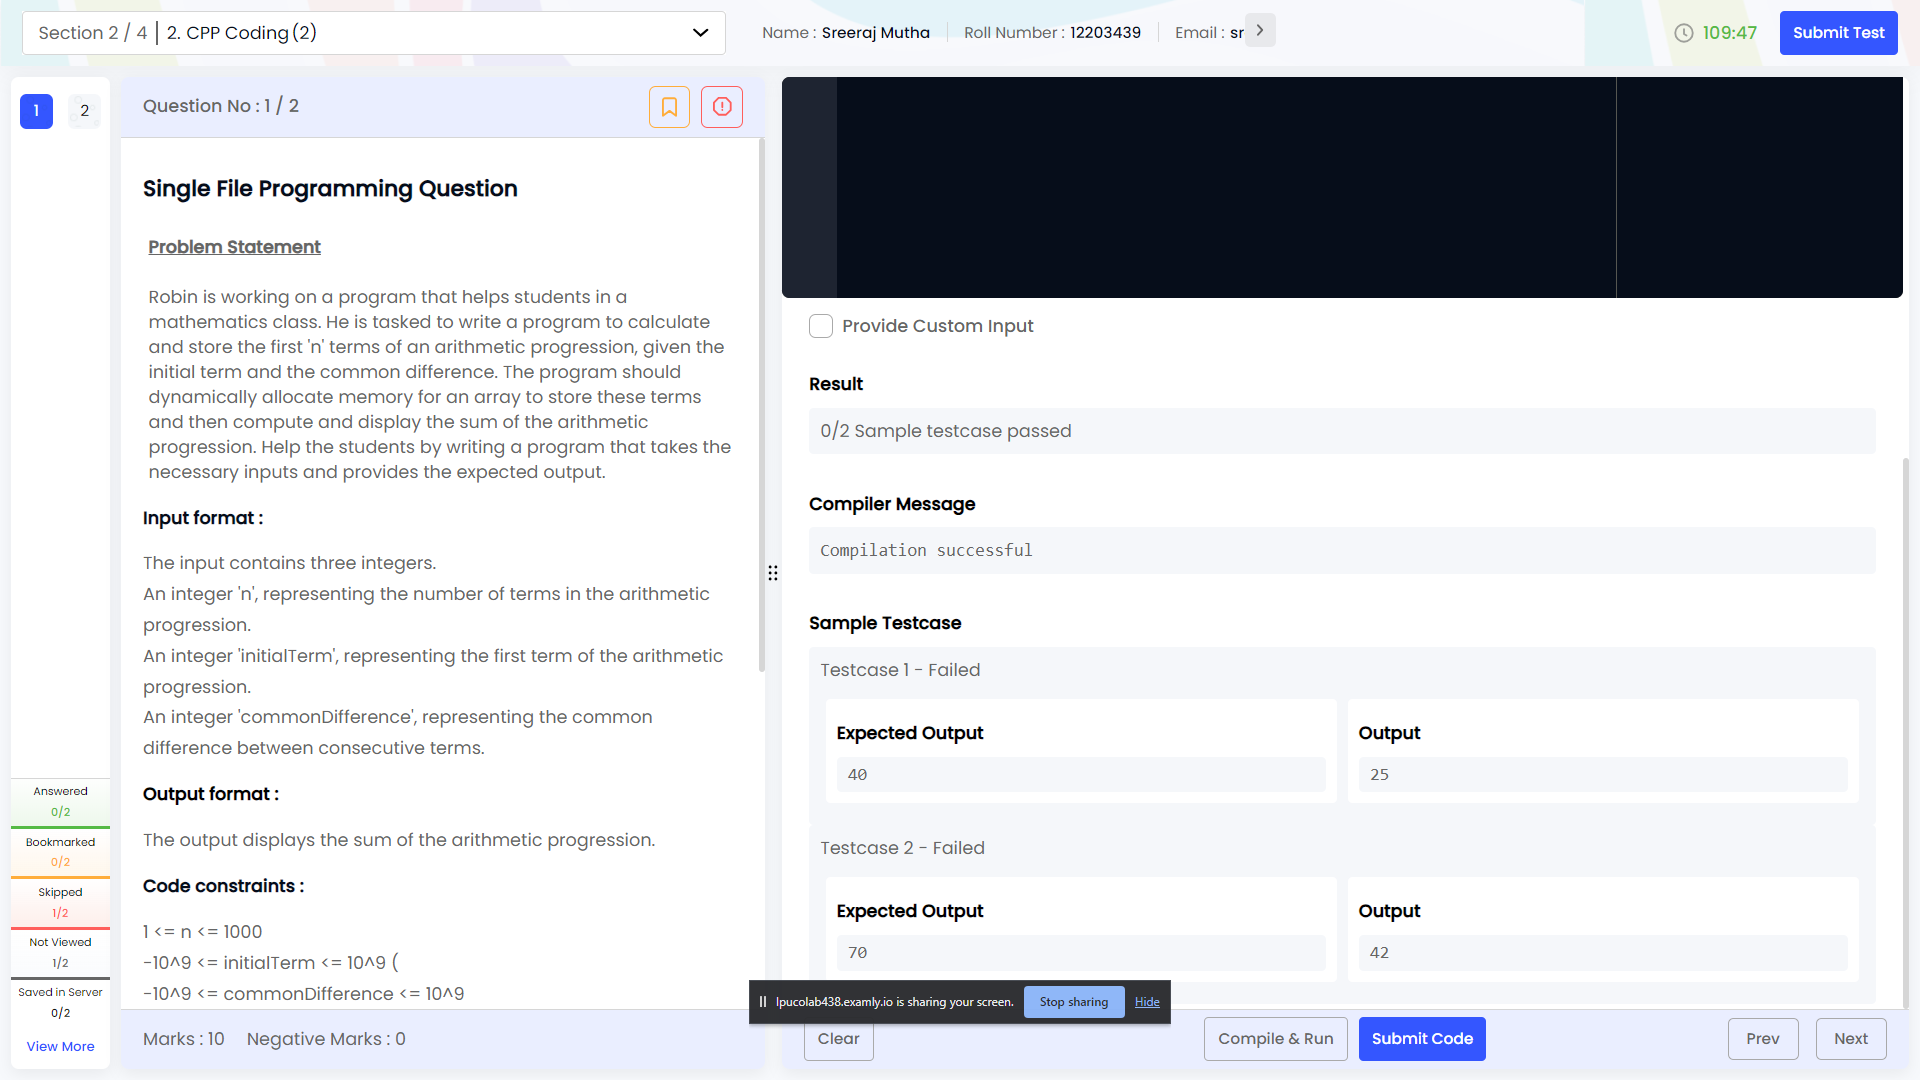 Section 2 / 4 | 2. CPP Coding(2)
Name : Sreeraj Mutha
Roll Number : 12203439
Email : sr
109:47
Submit Test
1
2
Question No : 1 / 2
Single File Programming Question
Problem Statement
Robin is working on a program that helps students in a
mathematics class. He is tasked to write a program to calculate
and store the first 'n' terms of an arithmetic progression, given the
initial term and the common difference. The program should
dynamically allocate memory for an array to store these terms
and then compute and display the sum of the arithmetic
progression. Help the students by writing a program that takes the
necessary inputs and provides the expected output.
Input format :
The input contains three integers.
An integer 'n', representing the number of terms in the arithmetic
progression.
An integer 'initialTerm', representing the first term of the arithmetic
progression.
An integer 'commonDifference', representing the common
difference between consecutive terms.
Output format :
The output displays the sum of the arithmetic progression.
Code constraints :
1 <= n <= 1000
-10^9 <= initialTerm <= 10^9 (
-10^9 <= commonDifference <= 10^9
Answered
0/2
Bookmarked
0/2
Skipped
1/2
Not Viewed
1/2
Saved in Server
0/2
View More
Marks : 10
Negative Marks : 0
Provide Custom Input
Result
0/2 Sample testcase passed
Compiler Message
Compilation successful
Sample Testcase
Testcase 1 - Failed
Expected Output
Output
40
25
Testcase 2 - Failed
Expected Output
Output
70
42
lpucolab438.examly.io is sharing your screen.
Stop sharing
Hide
Clear
Compile & Run
Submit Code
Prev
Next